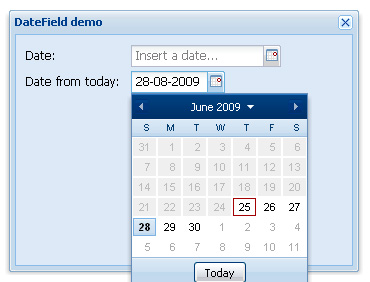 DateField demo
Date: Insert a date...
Date from today: 28-08-2009
June 2009
S M T W T F S
31 1 2 3 4 5 6
7 8 9 10 11 12 13
14 15 16 17 18 19 20
21 22 23 24 25 26 27
28 29 30 1 2 3 4
5 6 7 8 9 10 11
Today